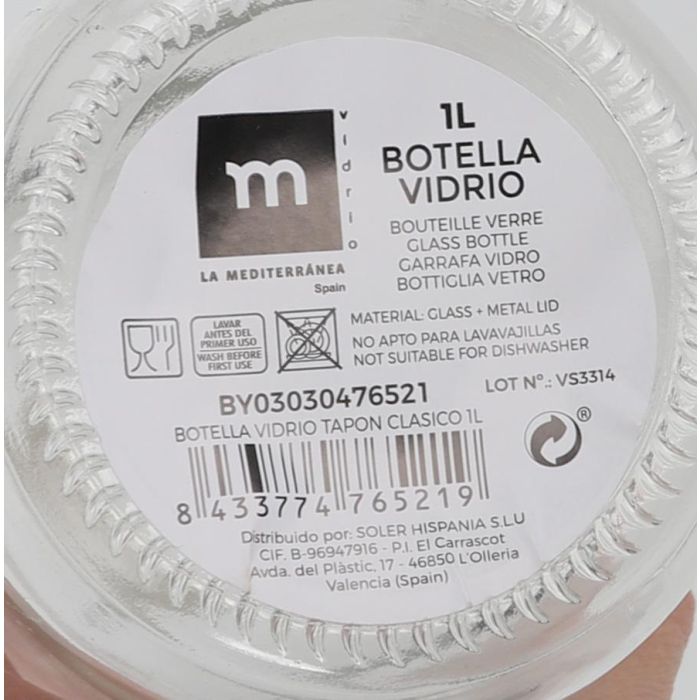 m
Vidrio
LA MEDITERRÁNEA
Spain
1L
BOTELLA
VIDRIO
BOUTEILLE VERRE
GLASS BOTTLE
GARRAFA VIDRO
BOTTIGLIA VETRO
LAVAR
ANTES DEL
PRIMER USO
WASH BEFORE
FIRST USE
MATERIAL: GLASS + METAL LID
NO APTO PARA LAVAVAJILLAS
NOT SUITABLE FOR DISHWASHER
BY03030476521
LOT Nº.: VS3314
BOTELLA VIDRIO TAPON CLASICO 1L
8 433774 765219
®
Distribuido por: SOLER HISPANIA S.L.U
CIF. B-96947916 - P.I. El Carrascot
Avda. del Plàstic, 17 - 46850 L'Olleria
Valencia (Spain)